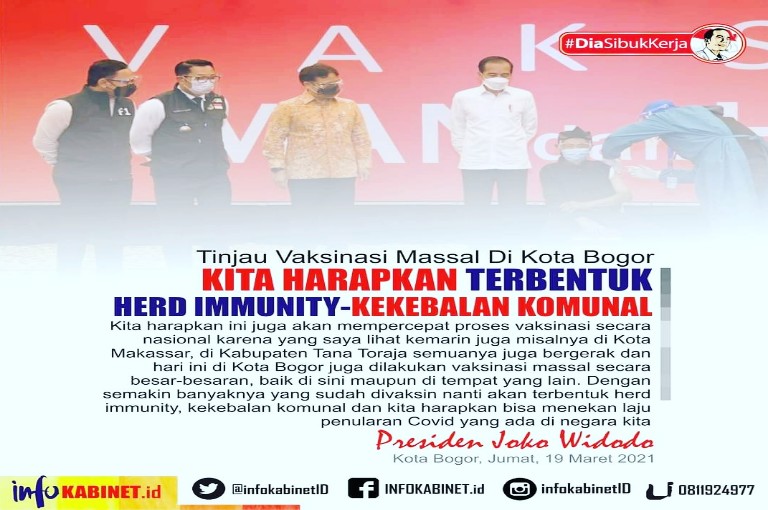 V A K S
#DiaSibukKerja
MAN dan
Tinjau Vaksinasi Massal Di Kota Bogor
KITA HARAPKAN TERBENTUK
HERD IMMUNITY-KEKEBALAN KOMUNAL
Kita harapkan ini juga akan mempercepat proses vaksinasi secara
nasional karena yang saya lihat kemarin juga misalnya di Kota
Makassar, di Kabupaten Tana Toraja semuanya juga bergerak dan
hari ini di Kota Bogor juga dilakukan vaksinasi massal secara
besar-besaran, baik di sini maupun di tempat yang lain. Dengan
semakin banyaknya yang sudah divaksin nanti akan terbentuk herd
immunity, kekebalan komunal dan kita harapkan bisa menekan laju
penularan Covid yang ada di negara kita
Presiden Joko Widodo
Kota Bogor, Jumat, 19 Maret 2021
info KABINET.id @infokabinetID INFOKABINET.id infokabinetID 0811924977